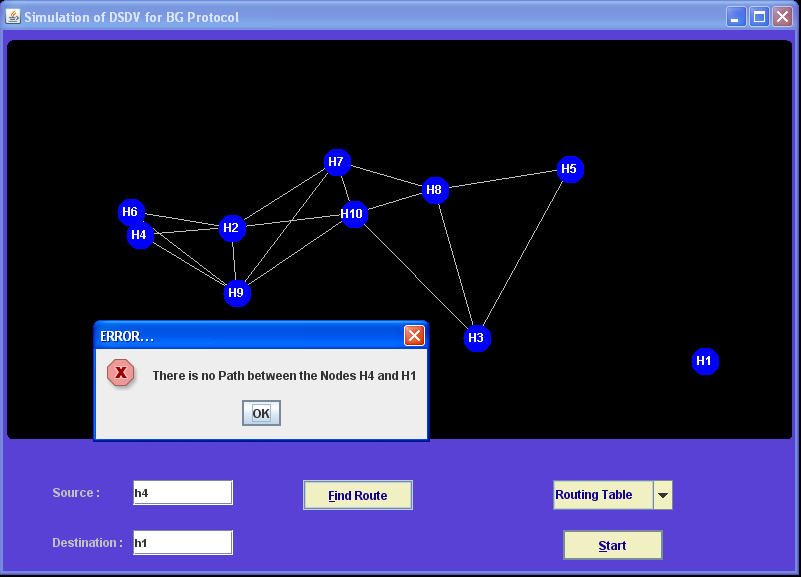 Simulation of DSDV for BG Protocol
H7
H5
H8
H6
H10
H4
H2
H9
H3
H1
ERROR...
X
There is no Path between the Nodes H4 and H1
OK
Source :
h4
Find Route
Routing Table
Destination :
h1
Start